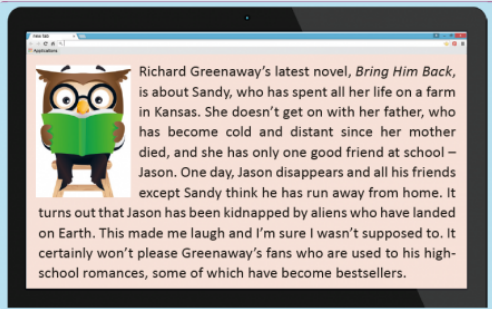 New Tab
Applications
Richard Greenaway's latest novel, Bring Him Back,
is about Sandy, who has spent all her life on a farm
in Kansas. She doesn't get on with her father, who
has become cold and distant since her mother
died, and she has only one good friend at school –
Jason. One day, Jason disappears and all his friends
except Sandy think he has run away from home. It
turns out that Jason has been kidnapped by aliens who have landed
on Earth. This made me laugh and I'm sure I wasn't supposed to. It
certainly won't please Greenaway's fans who are used to his high-
school romances, some of which have become bestsellers.